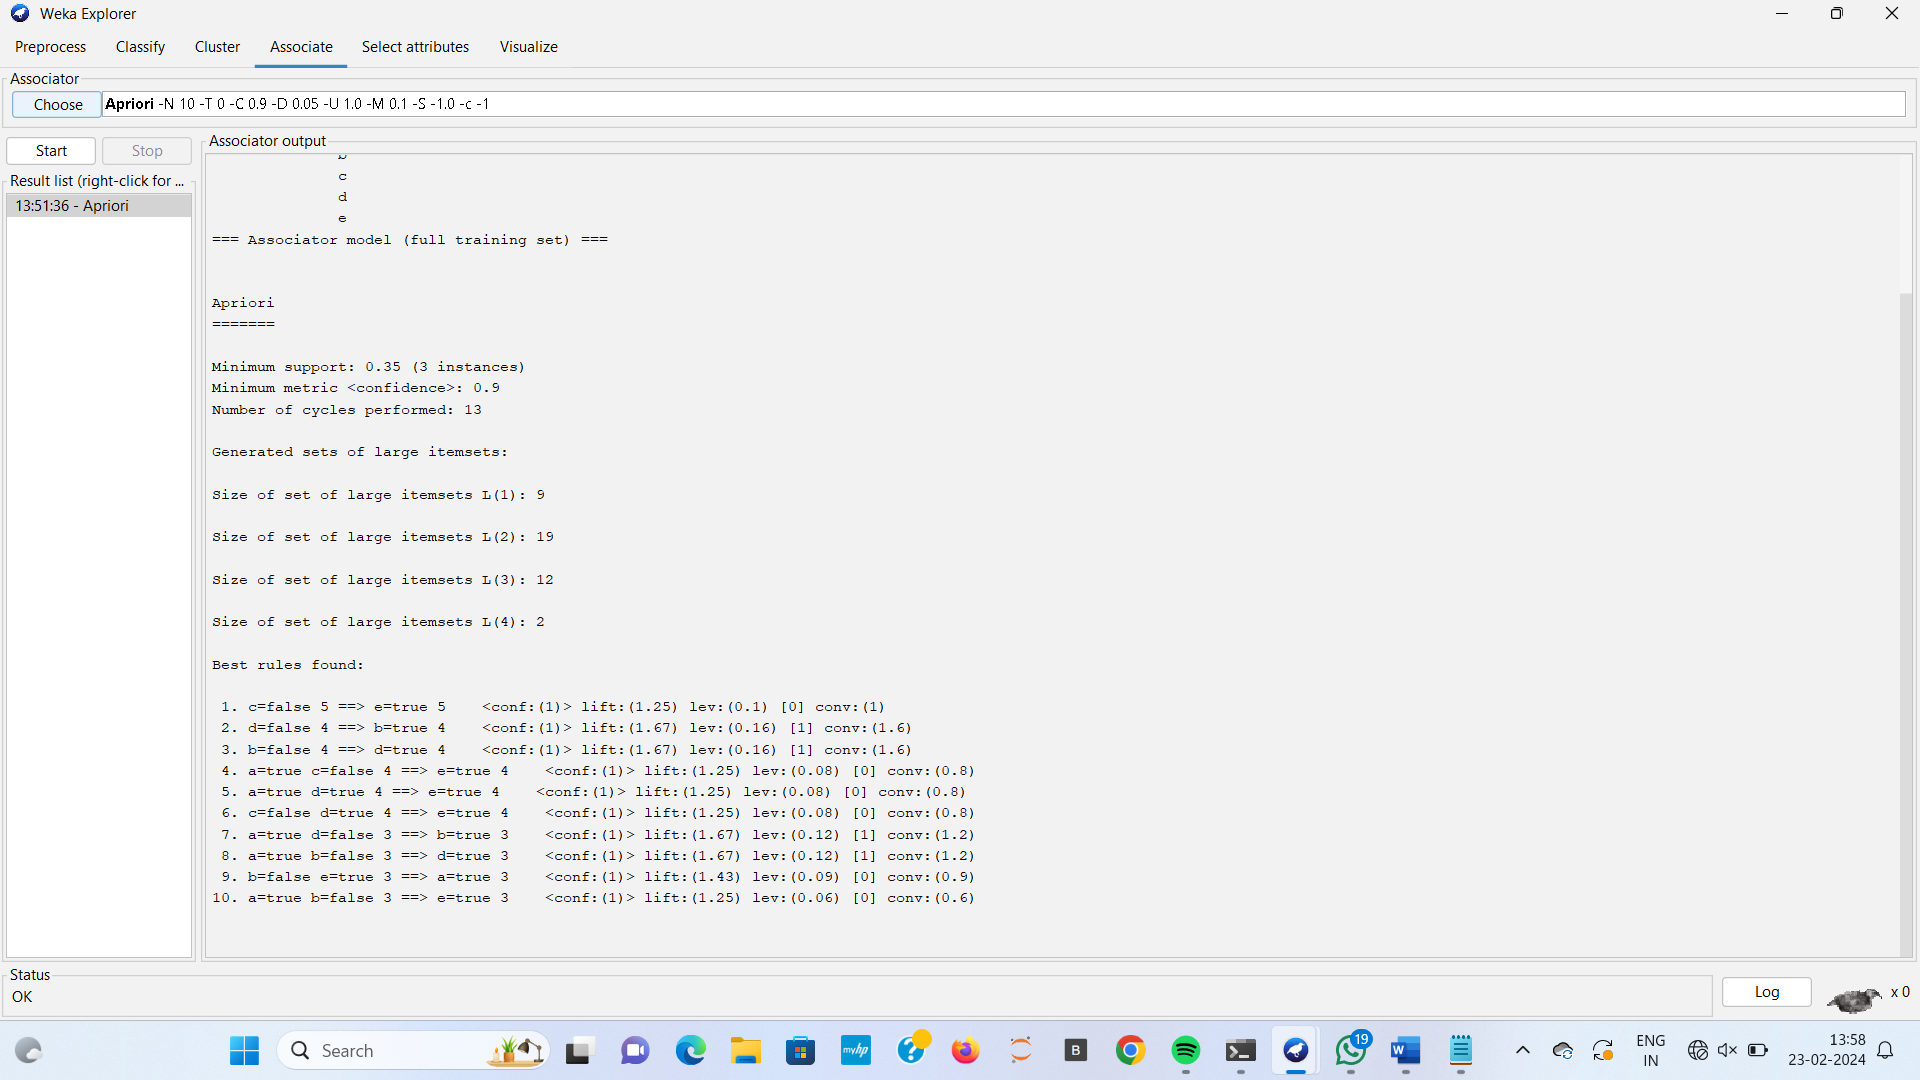 Weka Explorer
Preprocess Classify Cluster Associate Select attributes Visualize
Associator
Choose Apriori -N 10 -T 0 -C 0.9 -D 0.05 -U 1.0 -M 0.1 -S -1.0 -c -1
Start Stop
Associator output
Result list (right-click for ...
13:51:36 - Apriori
b
c
d
e
=== Associator model (full training set) ===
Apriori
=======
Minimum support: 0.35 (3 instances)
Minimum metric <confidence>: 0.9
Number of cycles performed: 13
Generated sets of large itemsets:
Size of set of large itemsets L(1): 9
Size of set of large itemsets L(2): 19
Size of set of large itemsets L(3): 12
Size of set of large itemsets L(4): 2
Best rules found:
1. c=false 5 ==> e=true 5 <conf:(1)> lift:(1.25) lev:(0.1) [0] conv:(1)
2. d=false 4 ==> b=true 4 <conf:(1)> lift:(1.67) lev:(0.16) [1] conv:(1.6)
3. b=false 4 ==> d=true 4 <conf:(1)> lift:(1.67) lev:(0.16) [1] conv:(1.6)
4. a=true c=false 4 ==> e=true 4 <conf:(1)> lift:(1.25) lev:(0.08) [0] conv:(0.8)
5. a=true d=true 4 ==> e=true 4 <conf:(1)> lift:(1.25) lev:(0.08) [0] conv:(0.8)
6. c=false d=true 4 ==> e=true 4 <conf:(1)> lift:(1.25) lev:(0.08) [0] conv:(0.8)
7. a=true d=false 3 ==> b=true 3 <conf:(1)> lift:(1.67) lev:(0.12) [1] conv:(1.2)
8. a=true b=false 3 ==> d=true 3 <conf:(1)> lift:(1.67) lev:(0.12) [1] conv:(1.2)
9. b=false e=true 3 ==> a=true 3 <conf:(1)> lift:(1.43) lev:(0.09) [0] conv:(0.9)
10. a=true b=false 3 ==> e=true 3 <conf:(1)> lift:(1.25) lev:(0.06) [0] conv:(0.6)
Status
OK
Log
x 0
Search
myhp
?
B
19
W
ENG
IN
13:58
23-02-2024